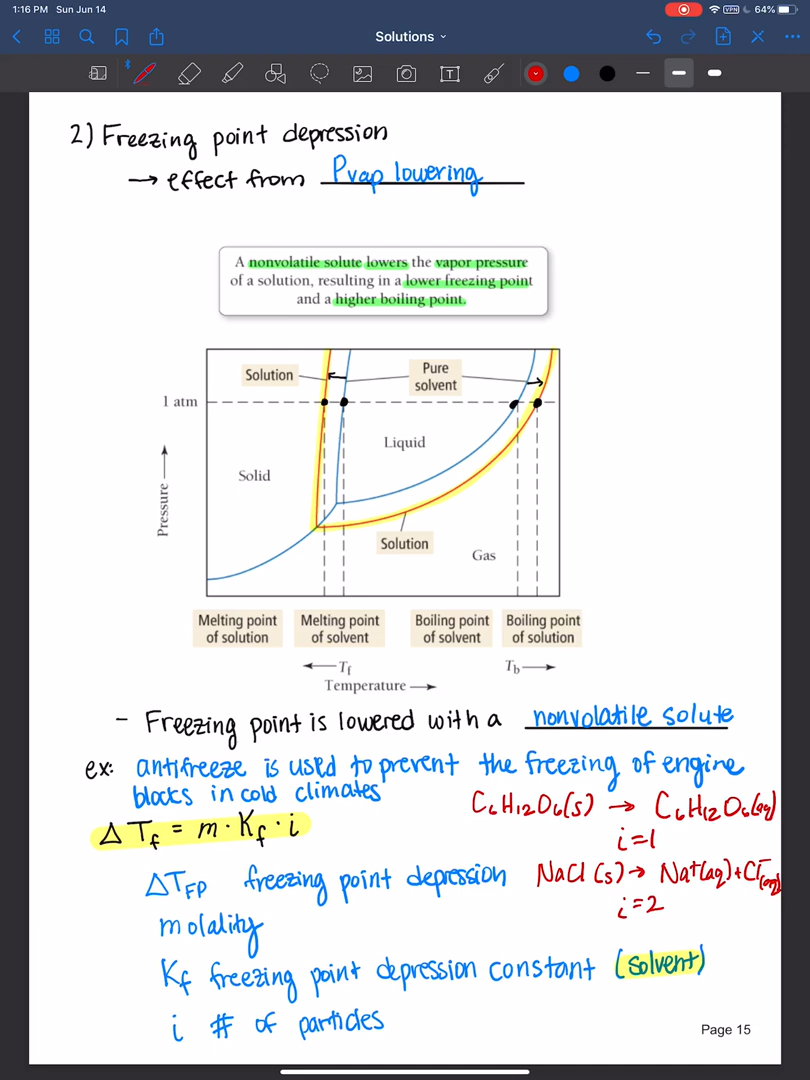 1:16 PM Sun Jun 14
VPN 64%
Solutions
2) Freezing point depression
→ effect from Pvap lowering
A nonvolatile solute lowers the vapor pressure
of a solution, resulting in a lower freezing point
and a higher boiling point.
Solution
Pure
solvent
1 atm
Liquid
Solid
Pressure →
Solution
Gas
Melting point
of solution
Melting point
of solvent
Boiling point
of solvent
Boiling point
of solution
← Tf
Tb →
Temperature →
- Freezing point is lowered with a nonvolatile solute
ex: antifreeze is used to prevent the freezing of engine
blocks in cold climates
C6H12O6(s) → C6H12O6(aq)
i=1
Δ Tf = m · Kf · i
NaCl (s) → Na+(aq) + Cl-(aq)
i=2
ΔTFP freezing point depression
molality
Kf freezing point depression constant (solvent)
i # of particles
Page 15